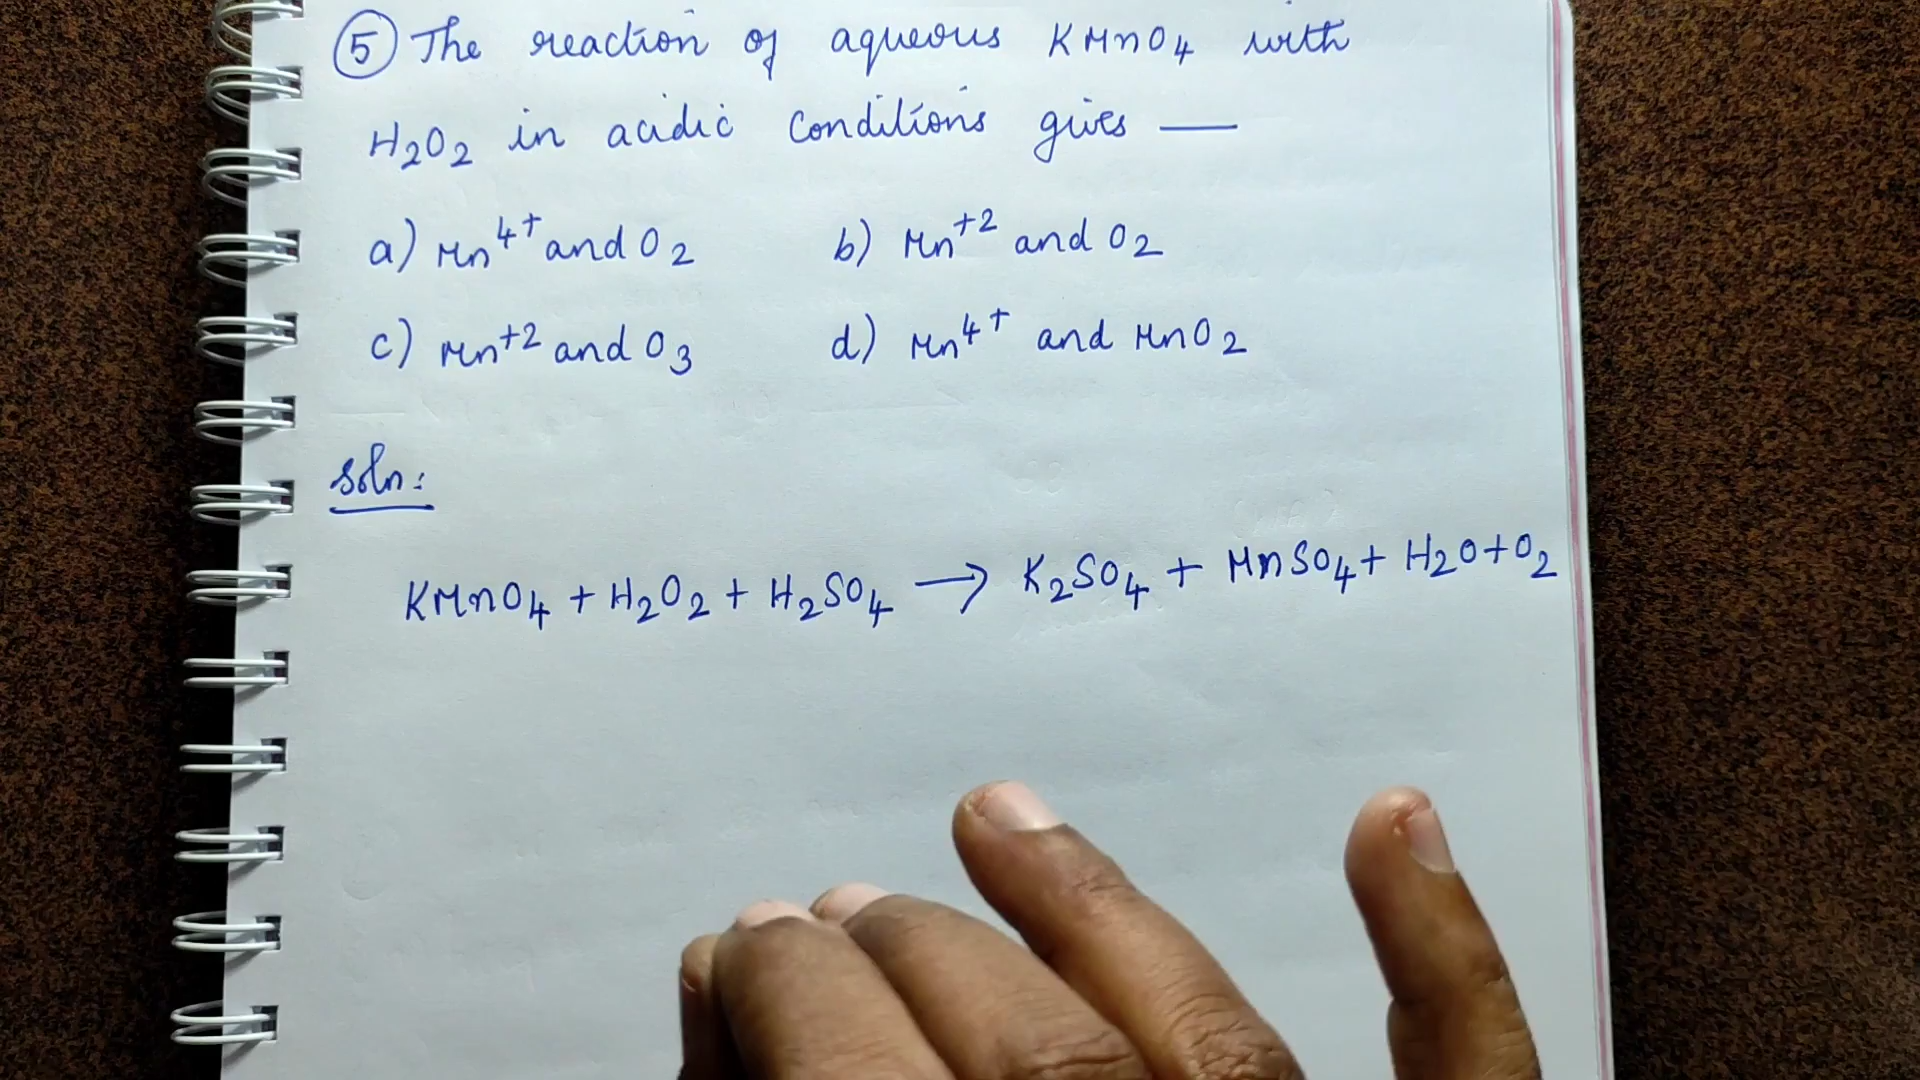 5 The reaction of aqueous KMnO4 with
H2O2 in acidic conditions gives —
a) Mn⁴⁺ and O2 b) Mn⁺² and O2
c) Mn⁺² and O3 d) Mn⁴⁺ and MnO2
soln:
KMnO4 + H2O2 + H2SO4 → K2SO4 + MnSO4 + H2O + O2